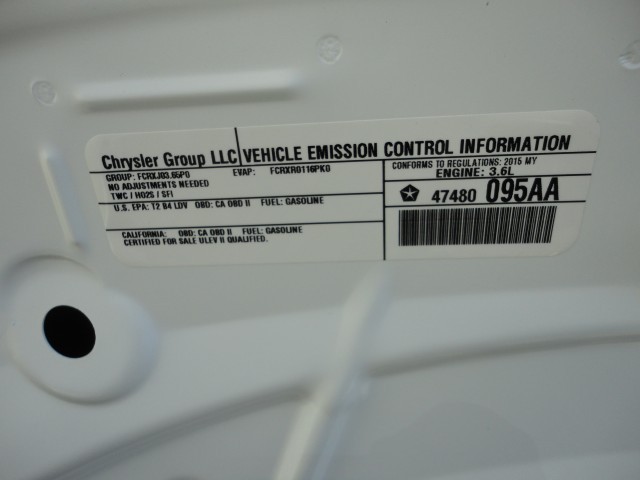 Chrysler Group LLC VEHICLE EMISSION CONTROL INFORMATION
GROUP: FCRXJ03.65P0 EVAP: FCRXR0116PK0
NO ADJUSTMENTS NEEDED
TWC / HO2S / SFI
U.S. EPA: T2 B4 LDV OBD: CA OBD II FUEL: GASOLINE
CALIFORNIA: OBD: CA OBD II FUEL: GASOLINE
CERTIFIED FOR SALE ULEV II QUALIFIED.
CONFORMS TO REGULATIONS: 2015 MY
ENGINE: 3.6L
47480 095AA